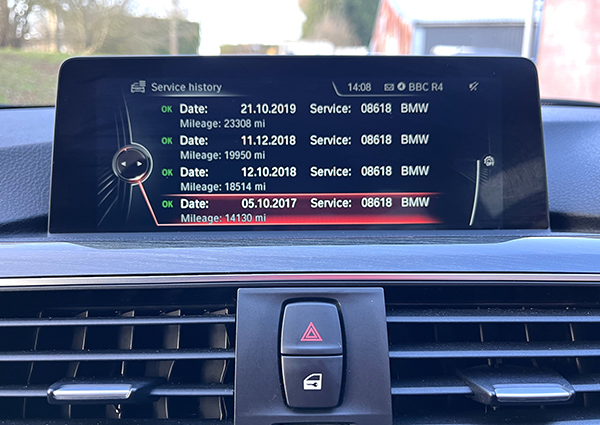 Service history 14:08 BBC R4
OK Date: 21.10.2019 Service: 08618 BMW
Mileage: 23308 mi
OK Date: 11.12.2018 Service: 08618 BMW
Mileage: 19950 mi
OK Date: 12.10.2018 Service: 08618 BMW
Mileage: 18514 mi
OK Date: 05.10.2017 Service: 08618 BMW
Mileage: 14130 mi